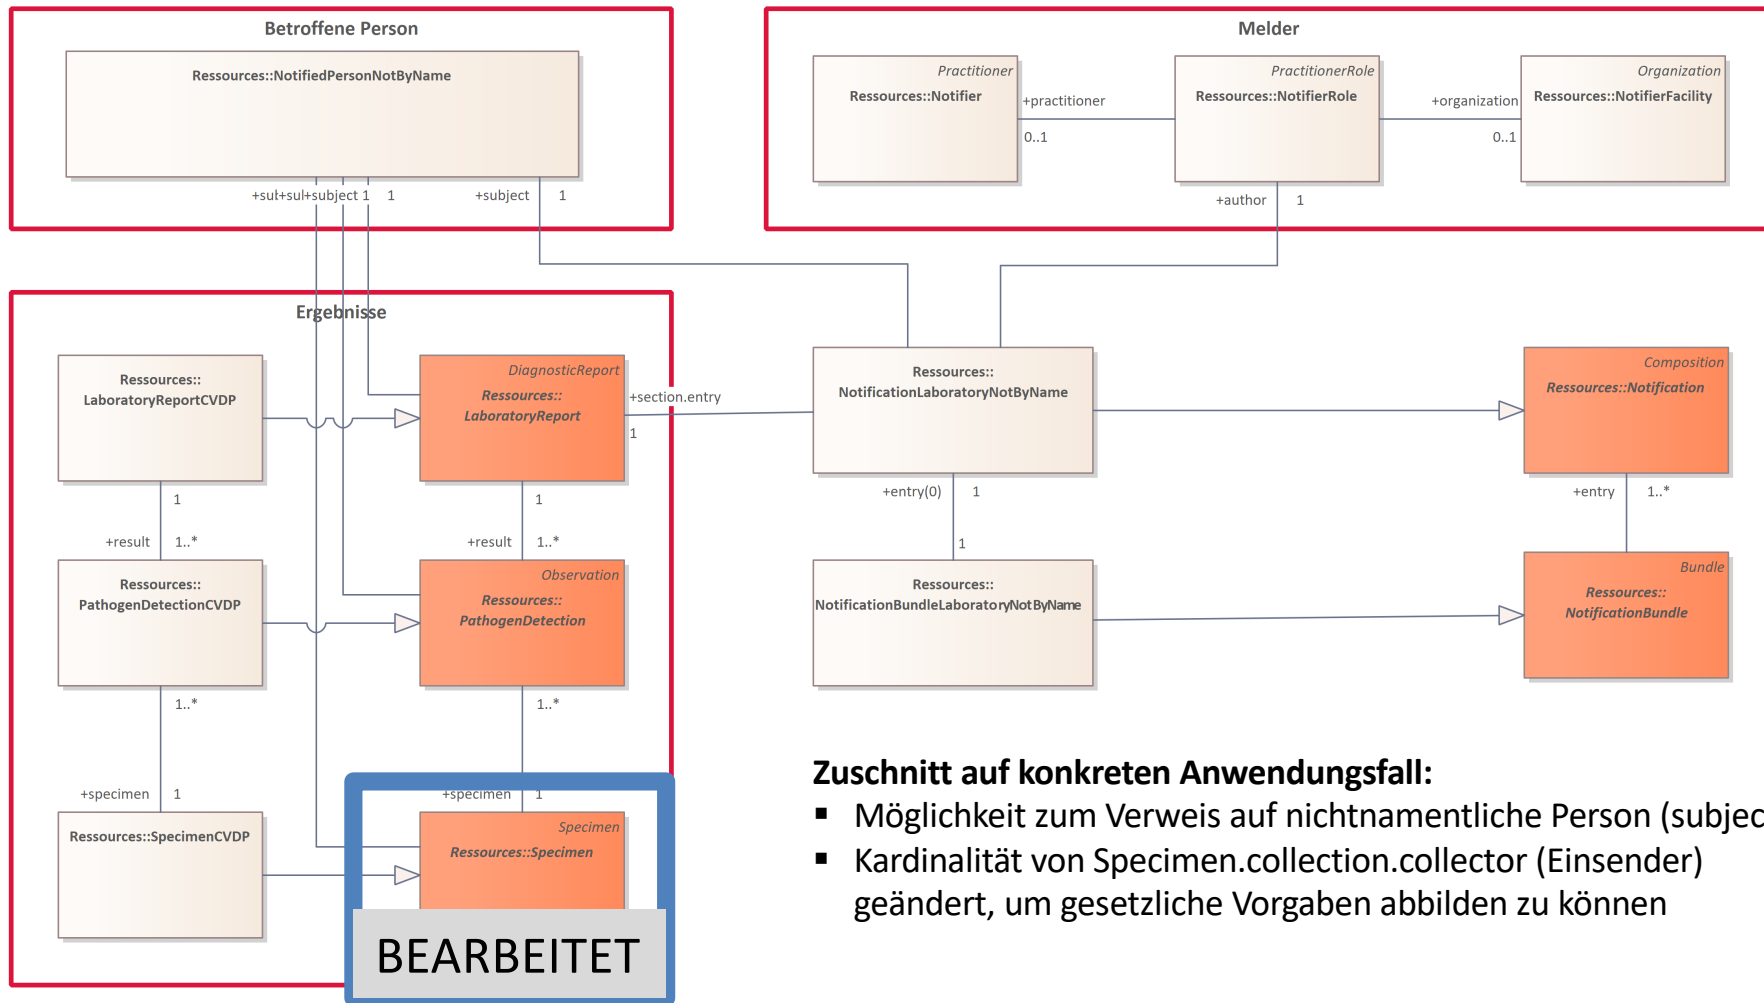 Betroffene Person
Ressources::NotifiedPersonNotByName
+sul+sul+subject 1 1
+subject 1
Melder
Practitioner
Ressources::Notifier
+practitioner
0..1
PractitionerRole
Ressources::NotifierRole
+organization
0..1
Organization
Ressources::NotifierFacility
+author 1
Ergebnisse
Ressources::
LaboratoryReportCVDP
DiagnosticReport
Ressources::
LaboratoryReport
+section.entry
1
Ressources::
NotificationLaboratoryNotByName
Composition
Ressources::Notification
1
+result 1..*
1
+result 1..*
+entry(0) 1
1
+entry 1..*
Ressources::
PathogenDetectionCVDP
Observation
Ressources::
PathogenDetection
Ressources::
NotificationBundleLaboratoryNotByName
Bundle
Ressources::
NotificationBundle
1..*
+specimen 1
1..*
+specimen 1
Ressources::SpecimenCVDP
Specimen
Ressources::Specimen
BEARBEITET
Zuschnitt auf konkreten Anwendungsfall:
▪ Möglichkeit zum Verweis auf nichtnamentliche Person (subjec
▪ Kardinalität von Specimen.collection.collector (Einsender)
geändert, um gesetzliche Vorgaben abbilden zu können